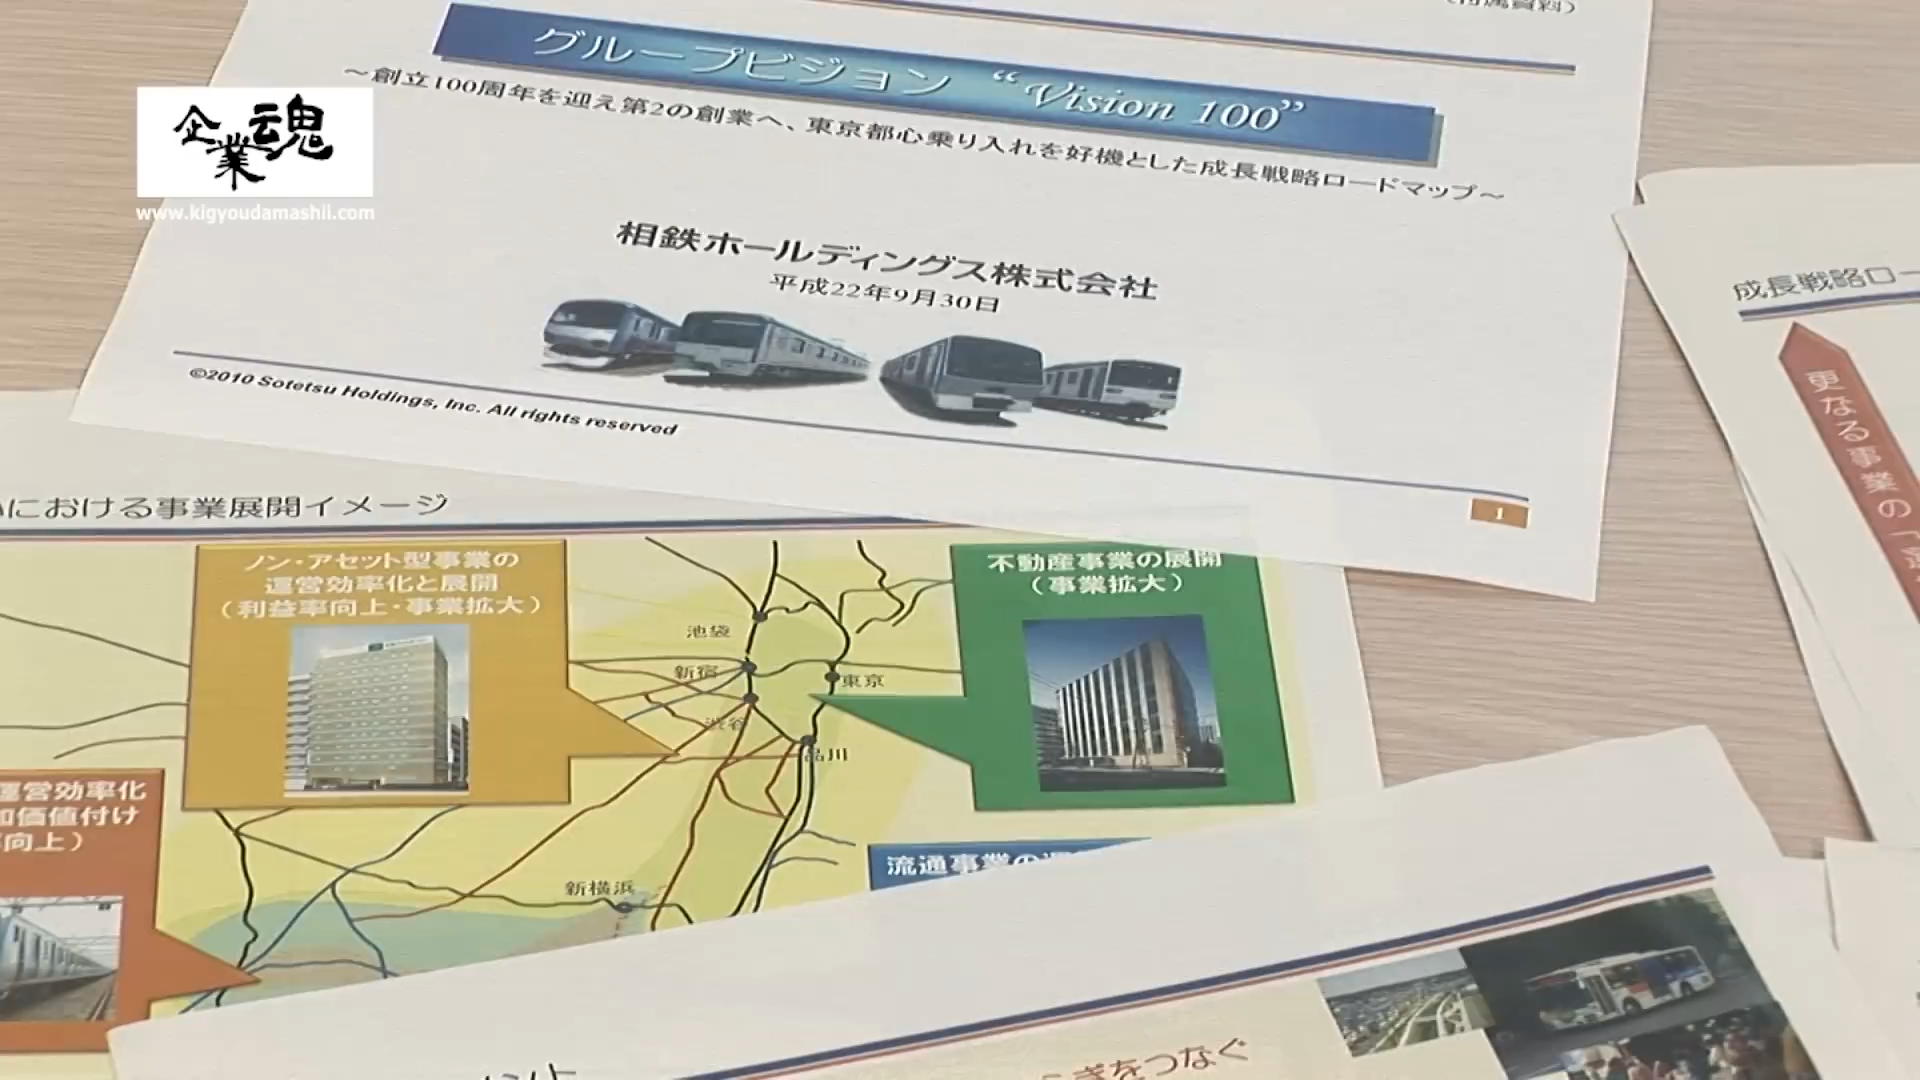 (付属資料)
グループビジョン “Vision 100”
～創立100周年を迎え第2の創業へ、東京都心乗り入れを好機とした成長戦略ロードマップ～
企業魂
www.kigyoudamashii.com
相鉄ホールディングス株式会社
平成22年9月30日
©2010 Sotetsu Holdings, Inc. All rights reserved
1
成長戦略ロー
更なる事業の「選
における事業展開イメージ
ノン・アセット型事業の
運営効率化と展開
(利益率向上・事業拡大)
不動産事業の展開
(事業拡大)
池袋
新宿
東京
渋谷
品川
運営効率化
加価値付け
向上)
流通事業の
新横浜
ぎをつなぐ